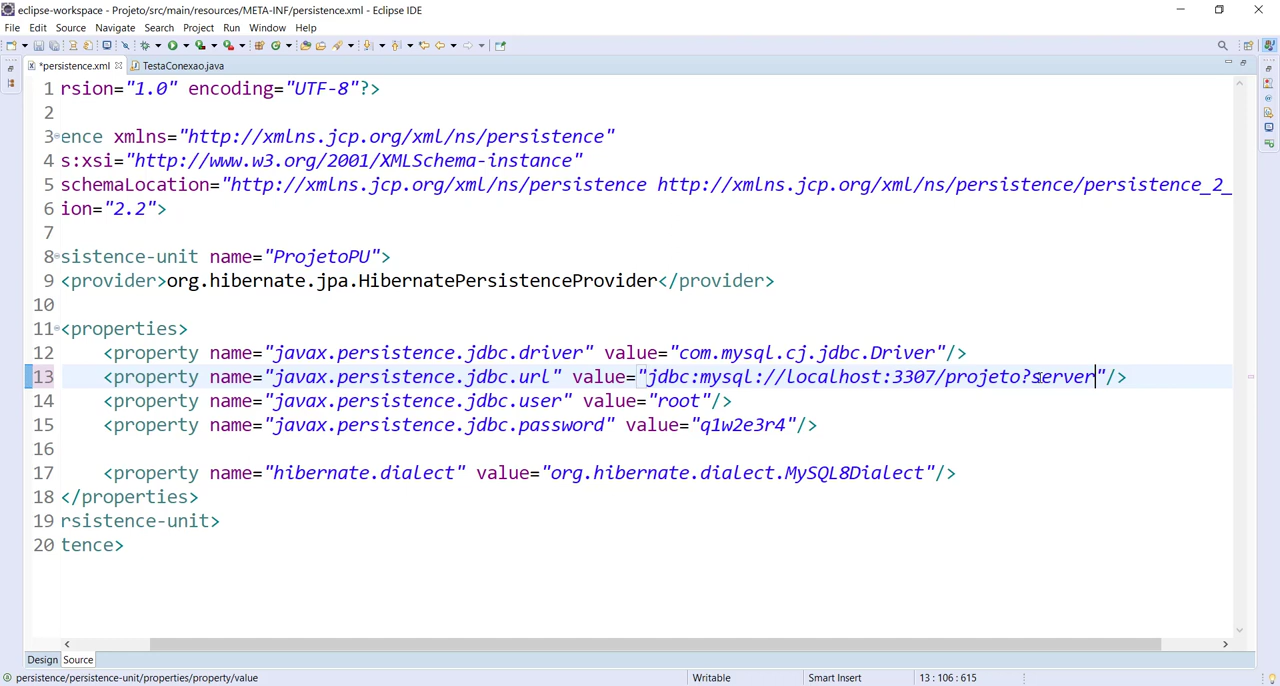 eclipse-workspace - Projeto/src/main/resources/META-INF/persistence.xml - Eclipse IDE
File Edit Source Navigate Search Project Run Window Help
*persistence.xml TestaConexao.java
1 rsion="1.0" encoding="UTF-8"?>
2
3 ence xmlns="http://xmlns.jcp.org/xml/ns/persistence"
4 s:xsi="http://www.w3.org/2001/XMLSchema-instance"
5 schemaLocation="http://xmlns.jcp.org/xml/ns/persistence http://xmlns.jcp.org/xml/ns/persistence/persistence_2_
6 ion="2.2">
7
8 sistence-unit name="ProjetoPU">
9 <provider>org.hibernate.jpa.HibernatePersistenceProvider</provider>
10
11 <properties>
12 <property name="javax.persistence.jdbc.driver" value="com.mysql.cj.jdbc.Driver"/>
13 <property name="javax.persistence.jdbc.url" value="jdbc:mysql://localhost:3307/projeto?server"/>
14 <property name="javax.persistence.jdbc.user" value="root"/>
15 <property name="javax.persistence.jdbc.password" value="q1w2e3r4"/>
16
17 <property name="hibernate.dialect" value="org.hibernate.dialect.MySQL8Dialect"/>
18 </properties>
19 rsistence-unit>
20 tence>
Design Source
persistence/persistence-unit/properties/property/value Writable Smart Insert 13 : 106 : 615